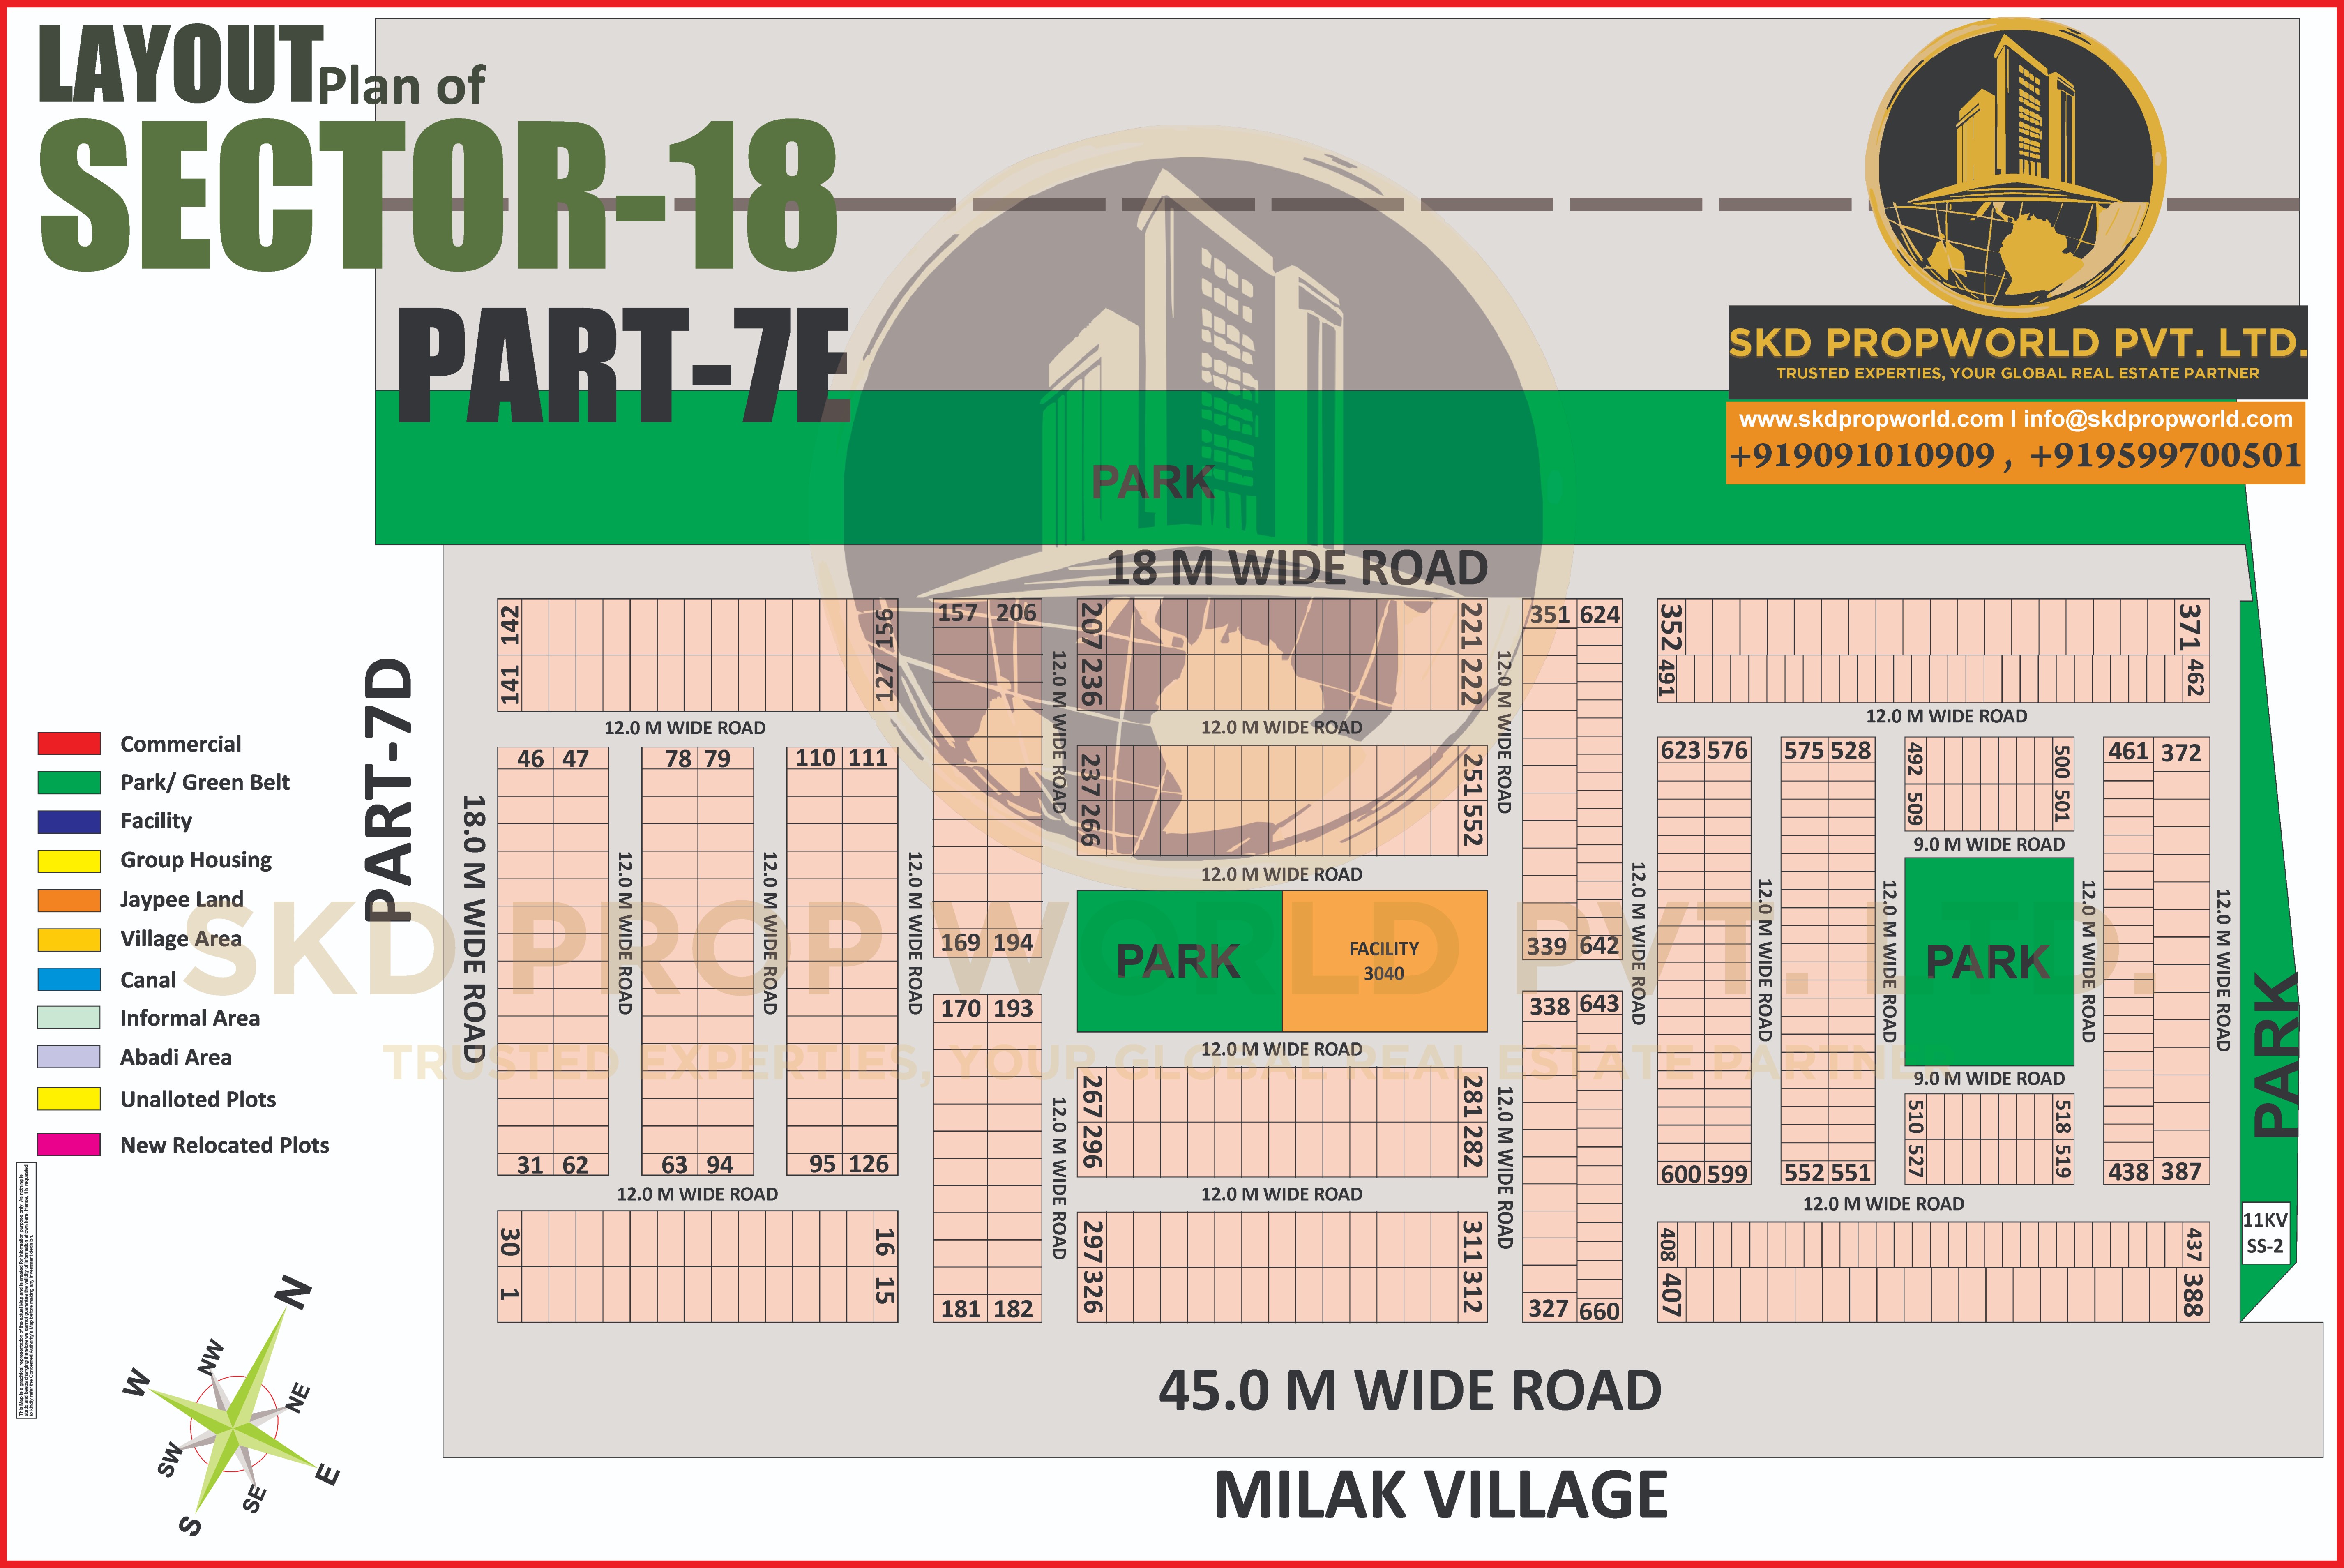 LAYOUT Plan of
SECTOR-18
PART-7E
SKD PROPWORLD PVT. LTD.
TRUSTED EXPERTIES, YOUR GLOBAL REAL ESTATE PARTNER
www.skdpropworld.com I info@skdpropworld.com
+919091010909 , +919599700501
PARK
18 M WIDE ROAD
PART-7D
18.0 M WIDE ROAD
142
156
141
127
157 206
207
221
236
222
351 624
352
371
491
462
12.0 M WIDE ROAD
12.0 M WIDE ROAD
12.0 M WIDE ROAD
12.0 M WIDE ROAD
12.0 M WIDE ROAD
46 47
78 79
110 111
237
251
266
552
623 576
575 528
492
500
509
501
461 372
12.0 M WIDE ROAD
12.0 M WIDE ROAD
12.0 M WIDE ROAD
12.0 M WIDE ROAD
9.0 M WIDE ROAD
169 194
PARK
FACILITY
3040
339 642
12.0 M WIDE ROAD
12.0 M WIDE ROAD
12.0 M WIDE ROAD
PARK
12.0 M WIDE ROAD
12.0 M WIDE ROAD
PARK
170 193
338 643
12.0 M WIDE ROAD
9.0 M WIDE ROAD
267
281
296
282
510
518
527
519
12.0 M WIDE ROAD
12.0 M WIDE ROAD
31 62
63 94
95 126
600 599
552 551
438 387
12.0 M WIDE ROAD
12.0 M WIDE ROAD
12.0 M WIDE ROAD
30
16
1
15
297
311
326
312
181 182
327 660
408
437
407
388
11KV
SS-2
45.0 M WIDE ROAD
MILAK VILLAGE
Commercial
Park/ Green Belt
Facility
Group Housing
Jaypee Land
Village Area
Canal
Informal Area
Abadi Area
Unalloted Plots
New Relocated Plots
N
NW
W
NE
SW
E
SE
S
SKD PROP WORLD PVT. LTD.
TRUSTED EXPERTIES, YOUR GLOBAL REAL ESTATE PARTNER